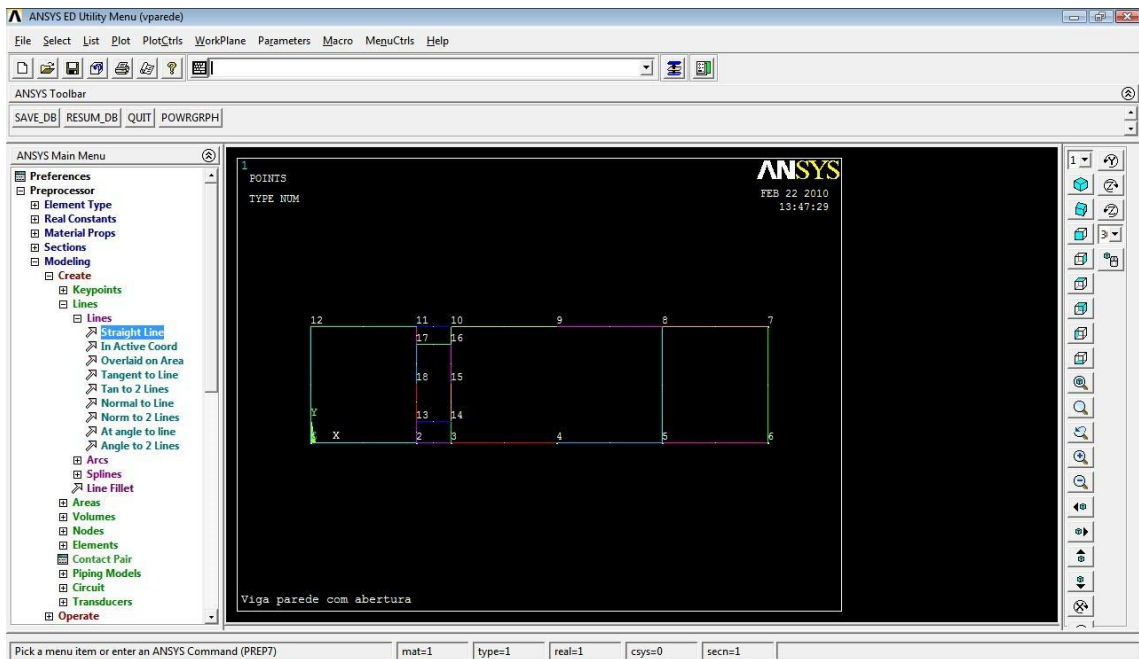 ANSYS ED Utility Menu (vparede)
File Select List Plot PlotCtrls WorkPlane Parameters Macro MenuCtrls Help
ANSYS Toolbar
SAVE_DB RESUM_DB QUIT POWRGRPH
ANSYS Main Menu
Preferences
Preprocessor
Element Type
Real Constants
Material Props
Sections
Modeling
Create
Keypoints
Lines
Lines
Straight Line
In Active Coord
Overlaid on Area
Tangent to Line
Tan to 2 Lines
Normal to Line
Norm to 2 Lines
At angle to line
Angle to 2 Lines
Arcs
Splines
Line Fillet
Areas
Volumes
Nodes
Elements
Contact Pair
Piping Models
Circuit
Transducers
Operate
1
POINTS
TYPE NUM
ANSYS
FEB 22 2010
13:47:29
12 11 10 9 8 7
17 16
18 15
13 14
Y
X 2 3 4 5 6
Viga parede com abertura
1
Pick a menu item or enter an ANSYS Command (PREP7) mat=1 type=1 real=1 csys=0 secn=1